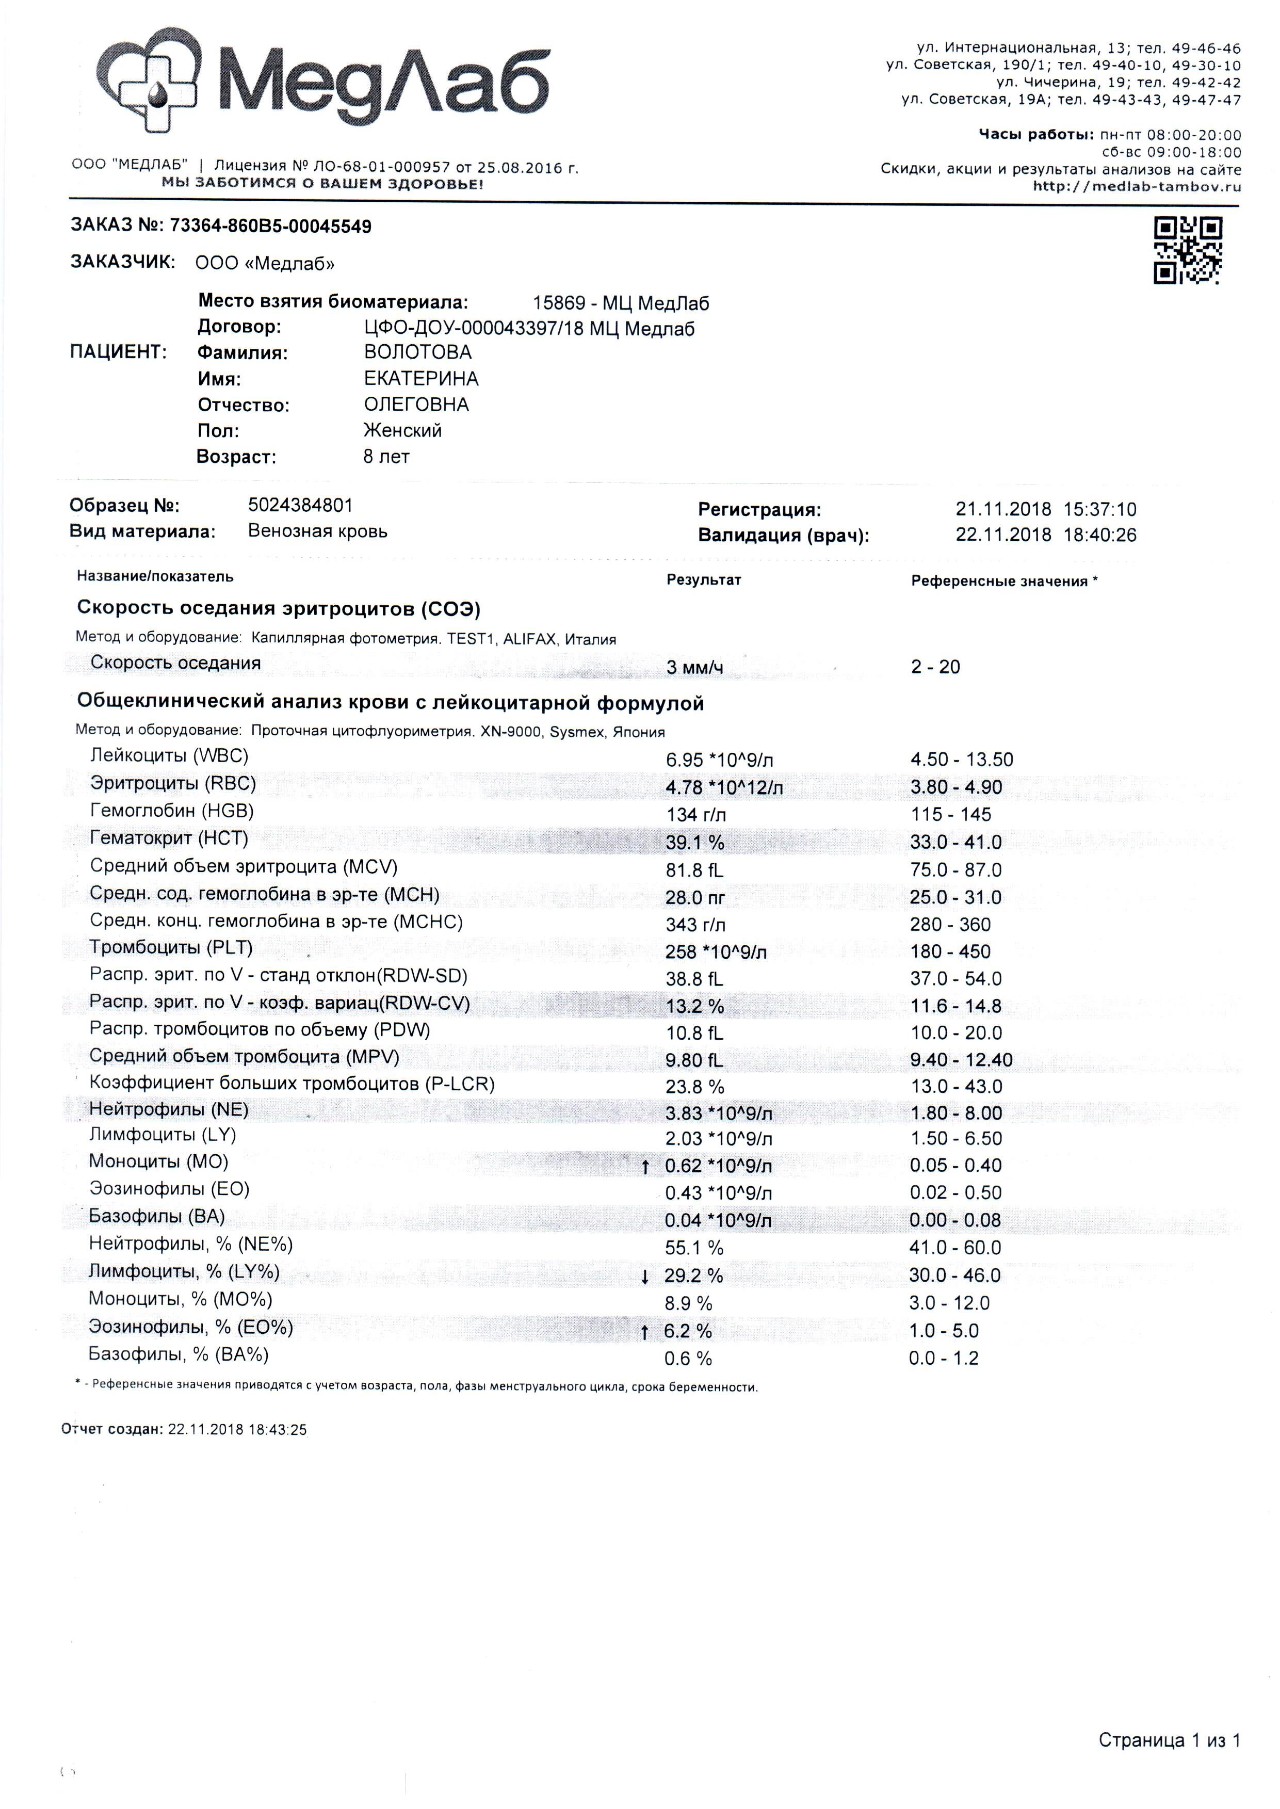 МедЛаб
ул. Интернациональная, 13; тел. 49-46-46
ул. Советская, 190/1; тел. 49-40-10, 49-30-10
ул. Чичерина, 19; тел. 49-42-42
ул. Советская, 19А; тел. 49-43-43, 49-47-47
Часы работы: пн-пт 08:00-20:00
сб-вс 09:00-18:00
Скидки, акции и результаты анализов на сайте
http://medlab-tambov.ru
ООО "МЕДЛАБ" | Лицензия № ЛО-68-01-000957 от 25.08.2016 г.
МЫ ЗАБОТИМСЯ О ВАШЕМ ЗДОРОВЬЕ!
ЗАКАЗ №: 73364-860B5-00045549
ЗАКАЗЧИК: ООО «Медлаб»
Место взятия биоматериала: 15869 - МЦ МедЛаб
Договор: ЦФО-ДОУ-000043397/18 МЦ Медлаб
ПАЦИЕНТ: Фамилия: ВОЛОТОВА
Имя: ЕКАТЕРИНА
Отчество: ОЛЕГОВНА
Пол: Женский
Возраст: 8 лет
Образец №: 5024384801 Регистрация: 21.11.2018 15:37:10
Вид материала: Венозная кровь Валидация (врач): 22.11.2018 18:40:26
Название/показатель Результат Референсные значения *
Скорость оседания эритроцитов (СОЭ)
Метод и оборудование: Капиллярная фотометрия. TEST1, ALIFAX, Италия
Скорость оседания 3 мм/ч 2 - 20
Общеклинический анализ крови с лейкоцитарной формулой
Метод и оборудование: Проточная цитофлуориметрия. XN-9000, Sysmex, Япония
Лейкоциты (WBC) 6.95 *10^9/л 4.50 - 13.50
Эритроциты (RBC) 4.78 *10^12/л 3.80 - 4.90
Гемоглобин (HGB) 134 г/л 115 - 145
Гематокрит (HCT) 39.1 % 33.0 - 41.0
Средний объем эритроцита (MCV) 81.8 fL 75.0 - 87.0
Средн. сод. гемоглобина в эр-те (MCH) 28.0 пг 25.0 - 31.0
Средн. конц. гемоглобина в эр-те (MCHC) 343 г/л 280 - 360
Тромбоциты (PLT) 258 *10^9/л 180 - 450
Распр. эрит. по V - станд отклон(RDW-SD) 38.8 fL 37.0 - 54.0
Распр. эрит. по V - коэф. вариац(RDW-CV) 13.2 % 11.6 - 14.8
Распр. тромбоцитов по объему (PDW) 10.8 fL 10.0 - 20.0
Средний объем тромбоцита (MPV) 9.80 fL 9.40 - 12.40
Коэффициент больших тромбоцитов (P-LCR) 23.8 % 13.0 - 43.0
Нейтрофилы (NE) 3.83 *10^9/л 1.80 - 8.00
Лимфоциты (LY) 2.03 *10^9/л 1.50 - 6.50
Моноциты (MO) ↑ 0.62 *10^9/л 0.05 - 0.40
Эозинофилы (EO) 0.43 *10^9/л 0.02 - 0.50
Базофилы (BA) 0.04 *10^9/л 0.00 - 0.08
Нейтрофилы, % (NE%) 55.1 % 41.0 - 60.0
Лимфоциты, % (LY%) ↓ 29.2 % 30.0 - 46.0
Моноциты, % (MO%) 8.9 % 3.0 - 12.0
Эозинофилы, % (EO%) ↑ 6.2 % 1.0 - 5.0
Базофилы, % (BA%) 0.6 % 0.0 - 1.2
* - Референсные значения приводятся с учетом возраста, пола, фазы менструального цикла, срока беременности.
Отчет создан: 22.11.2018 18:43:25
Страница 1 из 1